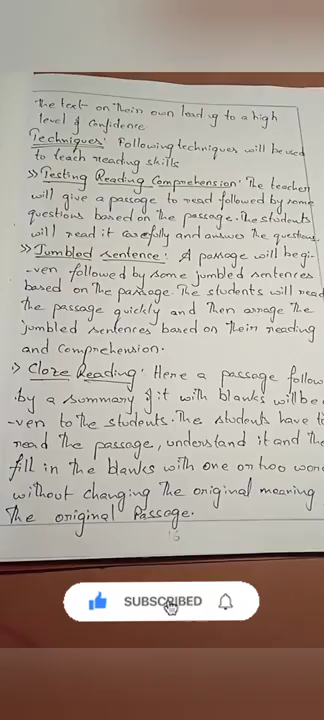 the text on their own leading to a high
level of confidence
Techniques: Following techniques will be used
to teach reading skills
>> Testing Reading Comprehension: The teacher
will give a passage to read followed by some
questions based on the passage. The students
will read it carefully and answer the questions.
>> Jumbled sentence: A passage will be gi-
-ven followed by some jumbled sentences
based on the passage. The students will read
the passage quickly and then arrage the
jumbled sentences based on their reading
and comprehension.
> Cloze Reading: Here a passage follow
by a summary of it with blanks will be
-ven to the students. The students have to
read the passage, understand it and the
fill in the blanks with one or two wor
without changing the original meaning
the original Passage.
16
SUBSCRIBED